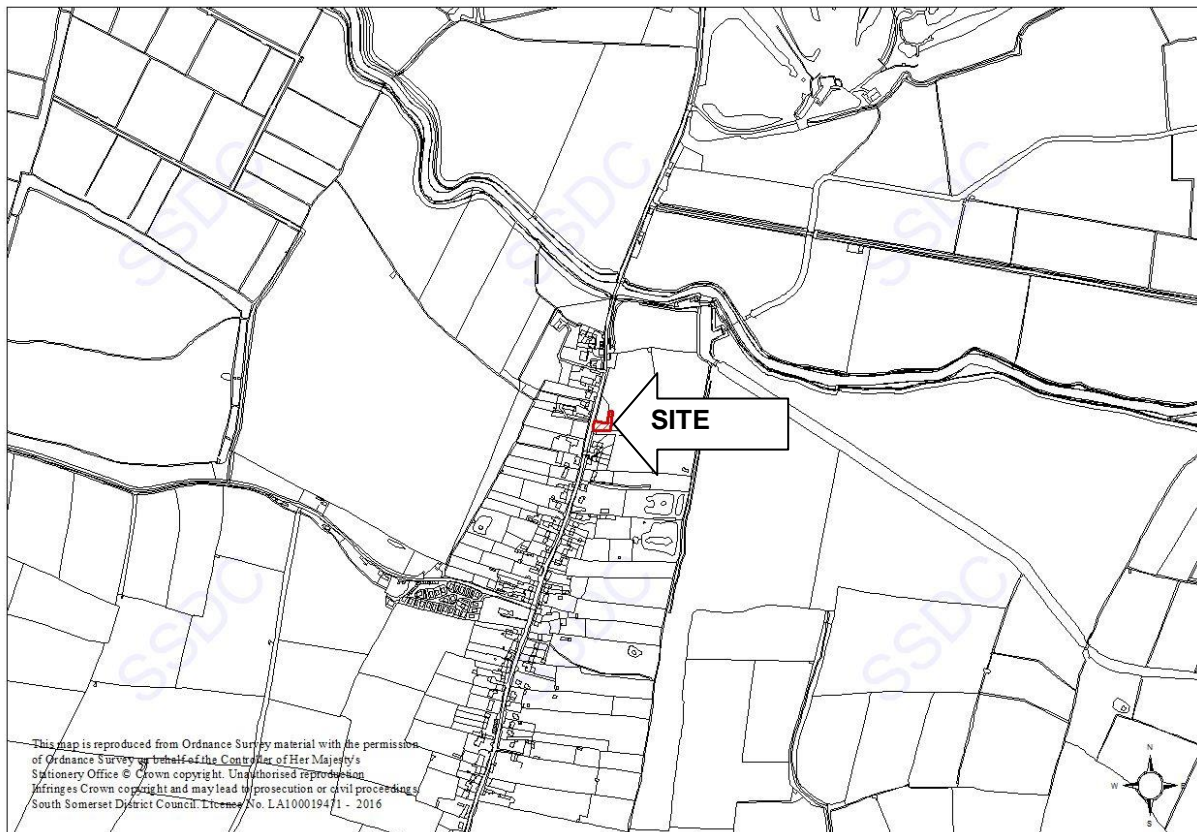 SSDC SSDC SSDC
SITE
SSDC SSDC SSDC
This map is reproduced from Ordnance Survey material with the permission
of Ordnance Survey on behalf of the Controller of Her Majesty's
Stationery Office © Crown copyright. Unauthorised reproduction
Infringes Crown copyright and may lead to prosecution or civil proceedings
South Somerset District Council. Licence No. LA100019471 - 2016
N
W E
S